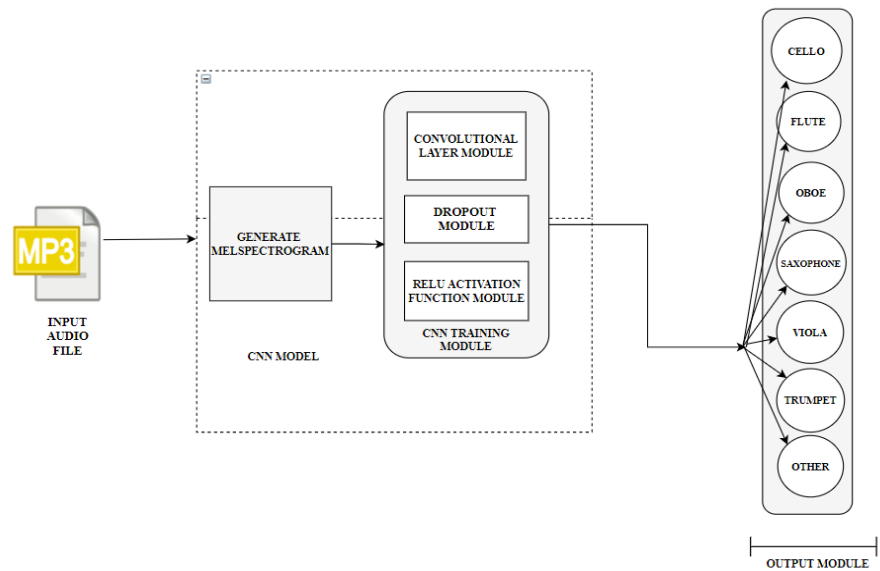 MP3
INPUT
AUDIO
FILE
GENERATE
MELSPECTROGRAM
CNN MODEL
CONVOLUTIONAL
LAYER MODULE
DROPOUT
MODULE
RELU ACTIVATION
FUNCTION MODULE
CNN TRAINING
MODULE
CELLO
FLUTE
OBOE
SAXOPHONE
VIOLA
TRUMPET
OTHER
OUTPUT MODULE